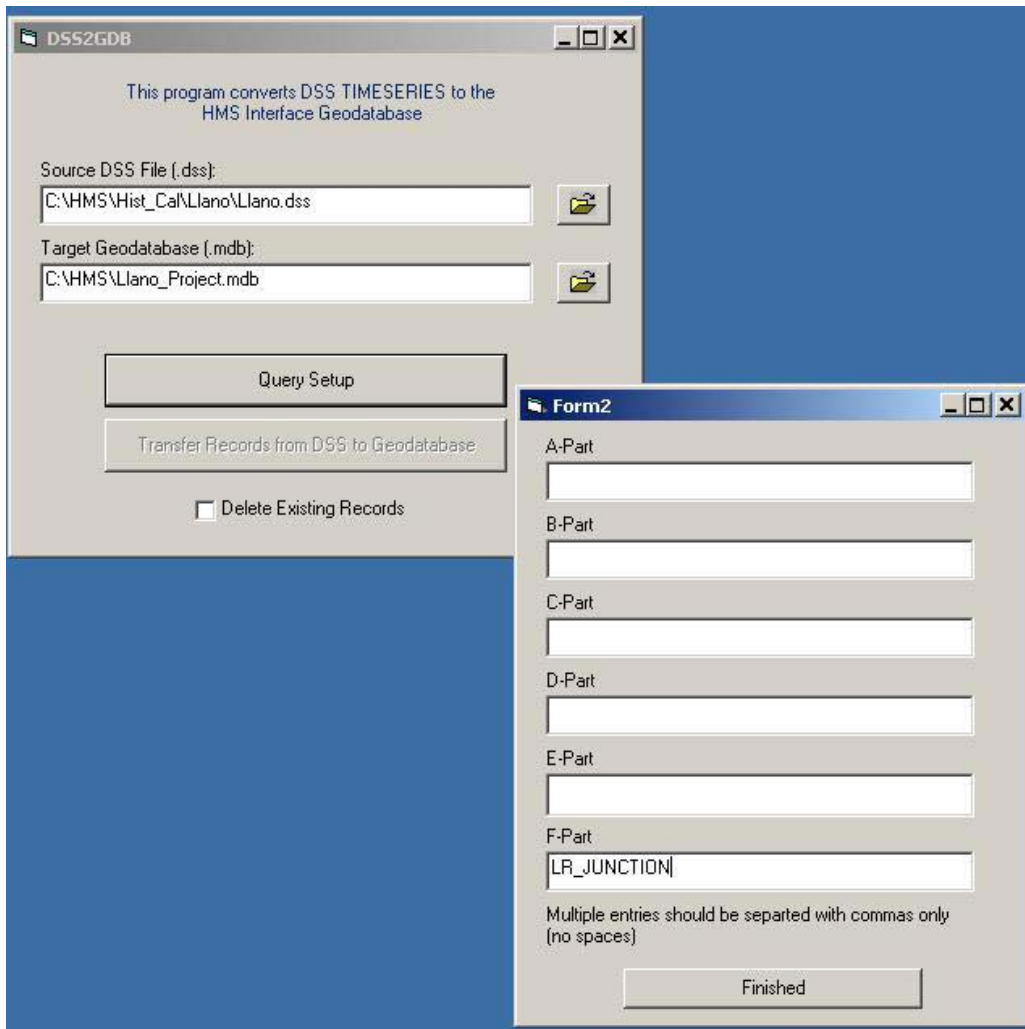 DSS2GDB
This program converts DSS TIMESERIES to the
HMS Interface Geodatabase
Source DSS File (.dss):
C:\HMS\Hist_Cal\Llano\Llano.dss
Target Geodatabase (.mdb):
C:\HMS\Llano_Project.mdb
Query Setup
Transfer Records from DSS to Geodatabase
Delete Existing Records
Form2
A-Part
B-Part
C-Part
D-Part
E-Part
F-Part
LR_JUNCTION
Multiple entries should be separted with commas only
(no spaces)
Finished